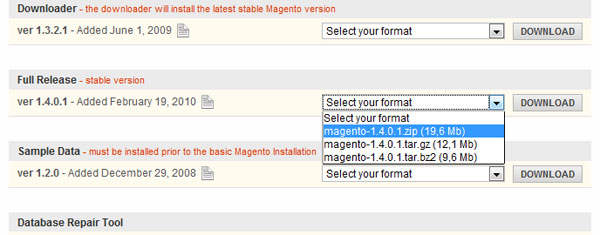 Downloader - the downloader will install the latest stable Magento version
ver 1.3.2.1 - Added June 1, 2009 Select your format DOWNLOAD
Full Release - stable version
ver 1.4.0.1 - Added February 19, 2010 Select your format DOWNLOAD
Select your format
magento-1.4.0.1.zip (19,6 Mb)
magento-1.4.0.1.tar.gz (12,1 Mb)
magento-1.4.0.1.tar.bz2 (9,6 Mb)
Sample Data - must be installed prior to the basic Magento Installation
ver 1.2.0 - Added December 29, 2008 Select your format DOWNLOAD
Database Repair Tool